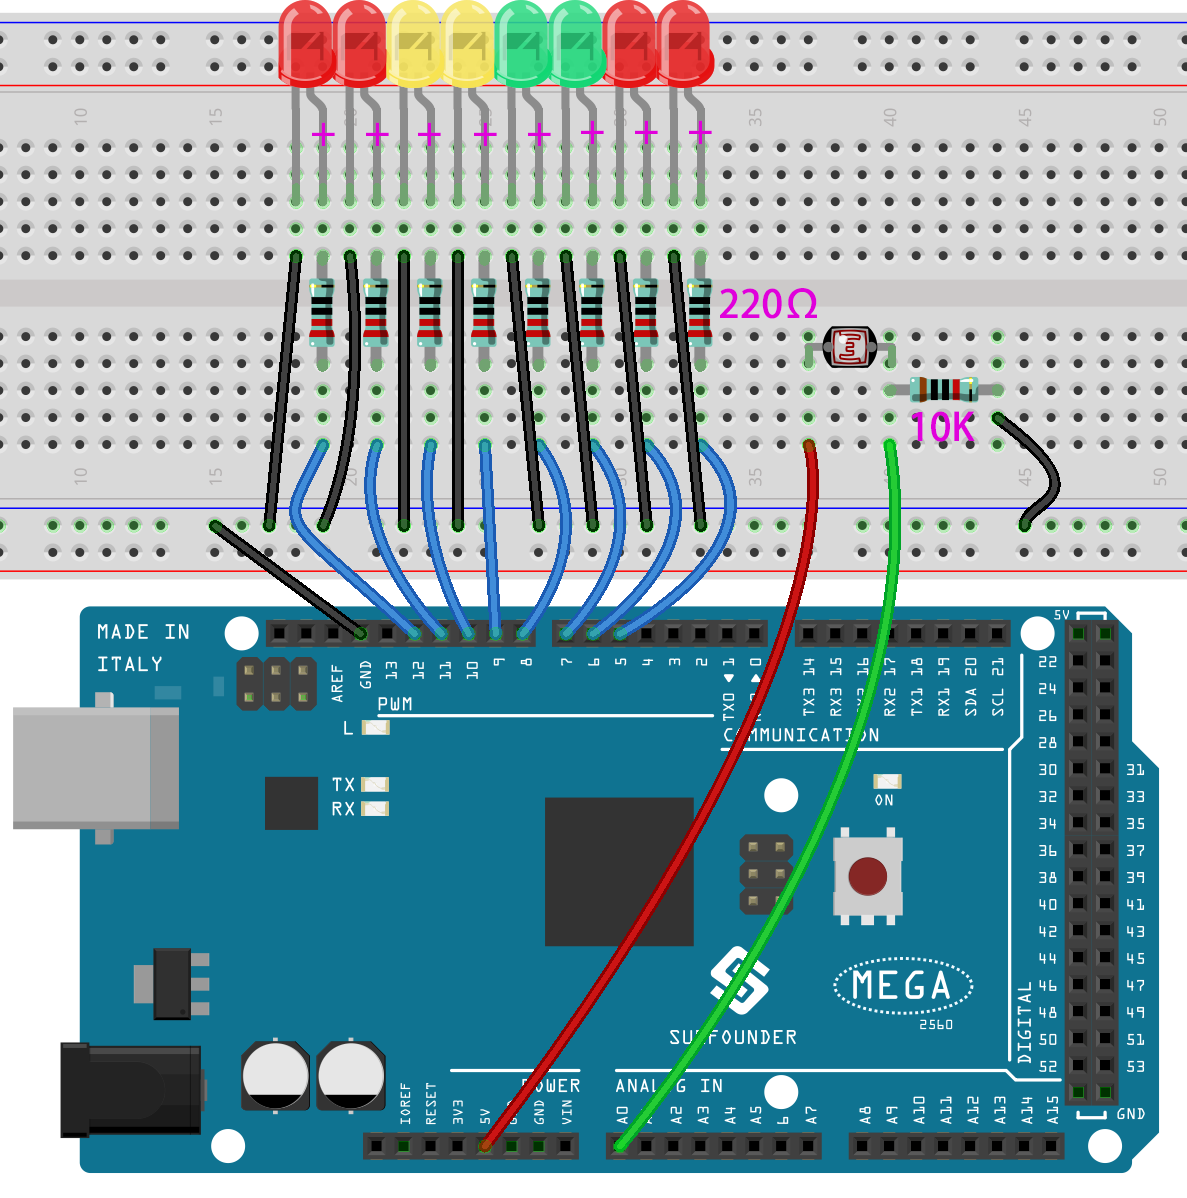 10 15 20 25 30 35 40 45 50
+ + + + + + + +
220Ω
10K
15 20 35 45 50
MADE IN
ITALY
AREF GND 13 12 11 10 9 8 7 6 5 4 3 2 TX0 1 0 TX3 14 RX3 15 16 RX2 17 TX1 18 RX1 19 SDA 20 SCL 21
5V
PWM
L
COMMUNICATION
TX
RX
ON
22
24
26
28
30 31
32 33
34 35
36 37
38 39
40 41
42 43
44 45
46 47
48 49
50 51
52 53
DIGITAL
MEGA
2560
SUNFOUNDER
POWER
ANALOG IN
IOREF RESET 3V3 5V GND VIN A0 A2 A3 A4 A5 6 A7 A8 A9 A10 A11 A12 A13 A14 A15
GND